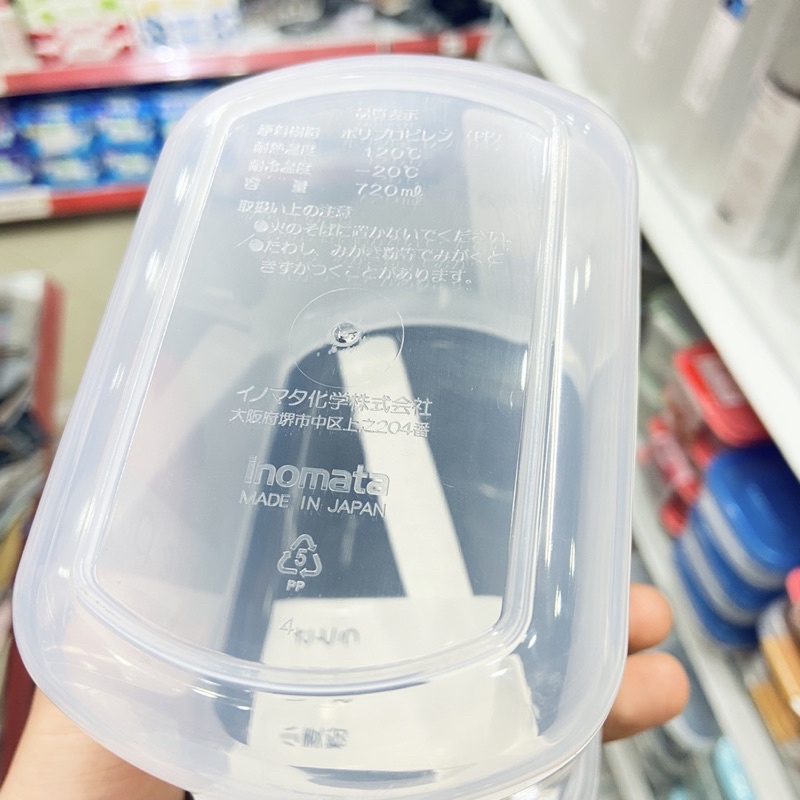 品質表示
原料樹脂 ポリプロピレン (PP)
耐熱温度 120℃
耐冷温度 −20℃
容 量 720mℓ
取扱い上の注意
●火のそばに置かないでください。
●たわし、みがき粉等でみがくと
きずがつくことがあります。
イノマタ化学株式会社
大阪府堺市中区上之204番
inomata
MADE IN JAPAN
5
PP
4